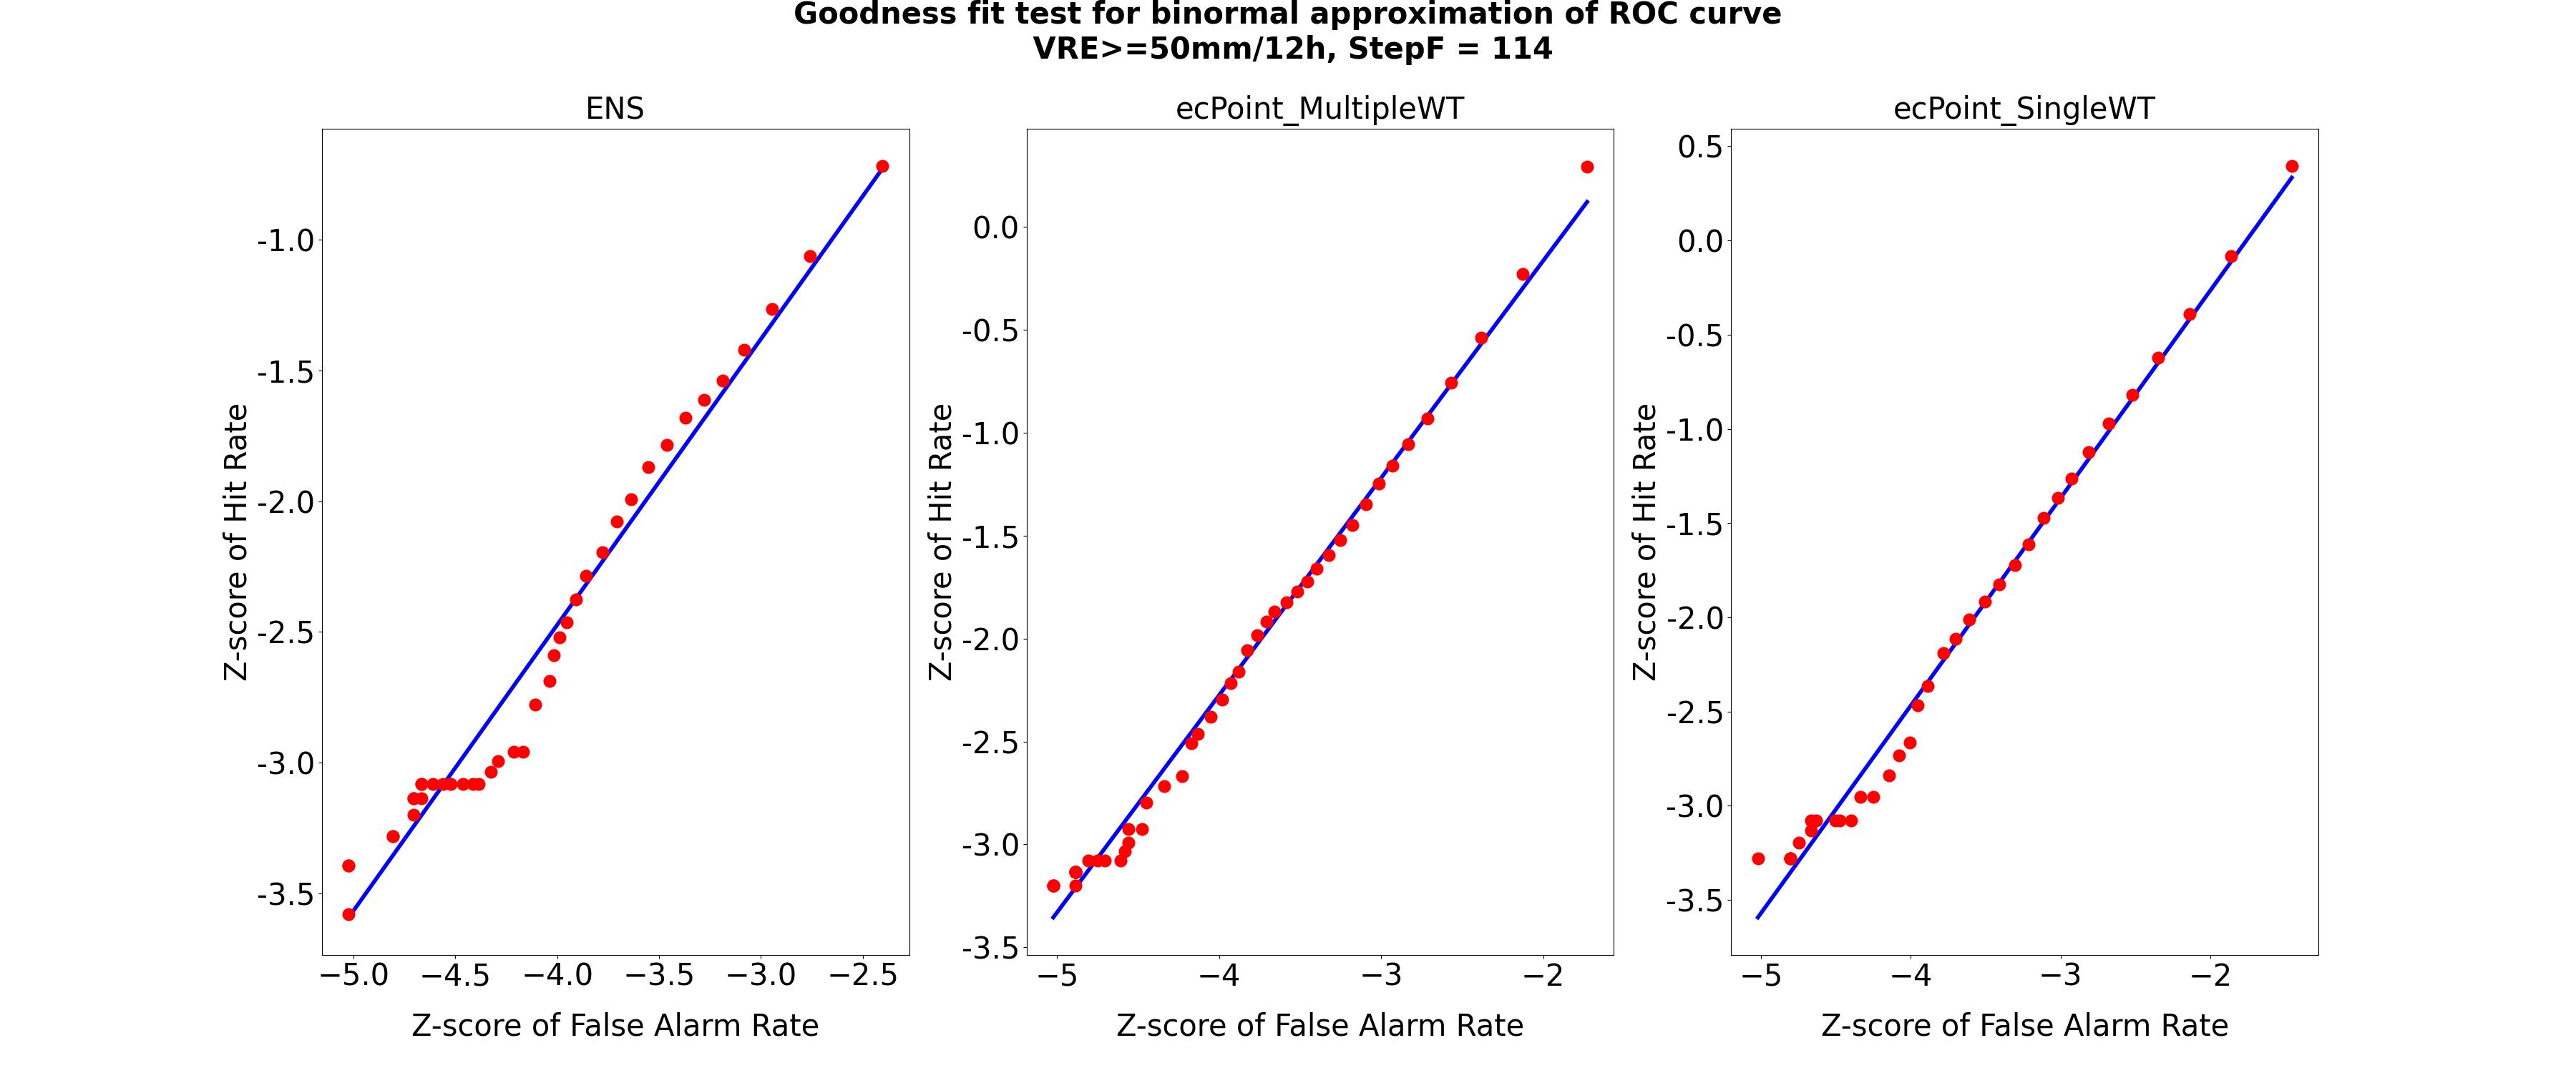 Goodness fit test for binormal approximation of ROC curve
VRE>=50mm/12h, StepF = 114
ENS
Z-score of Hit Rate
-1.0
-1.5
-2.0
-2.5
-3.0
-3.5
−5.0 −4.5 −4.0 −3.5 −3.0 −2.5
Z-score of False Alarm Rate
ecPoint_MultipleWT
Z-score of Hit Rate
0.0
-0.5
-1.0
-1.5
-2.0
-2.5
-3.0
-3.5
−5 −4 −3 −2
Z-score of False Alarm Rate
ecPoint_SingleWT
Z-score of Hit Rate
0.5
0.0
-0.5
-1.0
-1.5
-2.0
-2.5
-3.0
-3.5
−5 −4 −3 −2
Z-score of False Alarm Rate